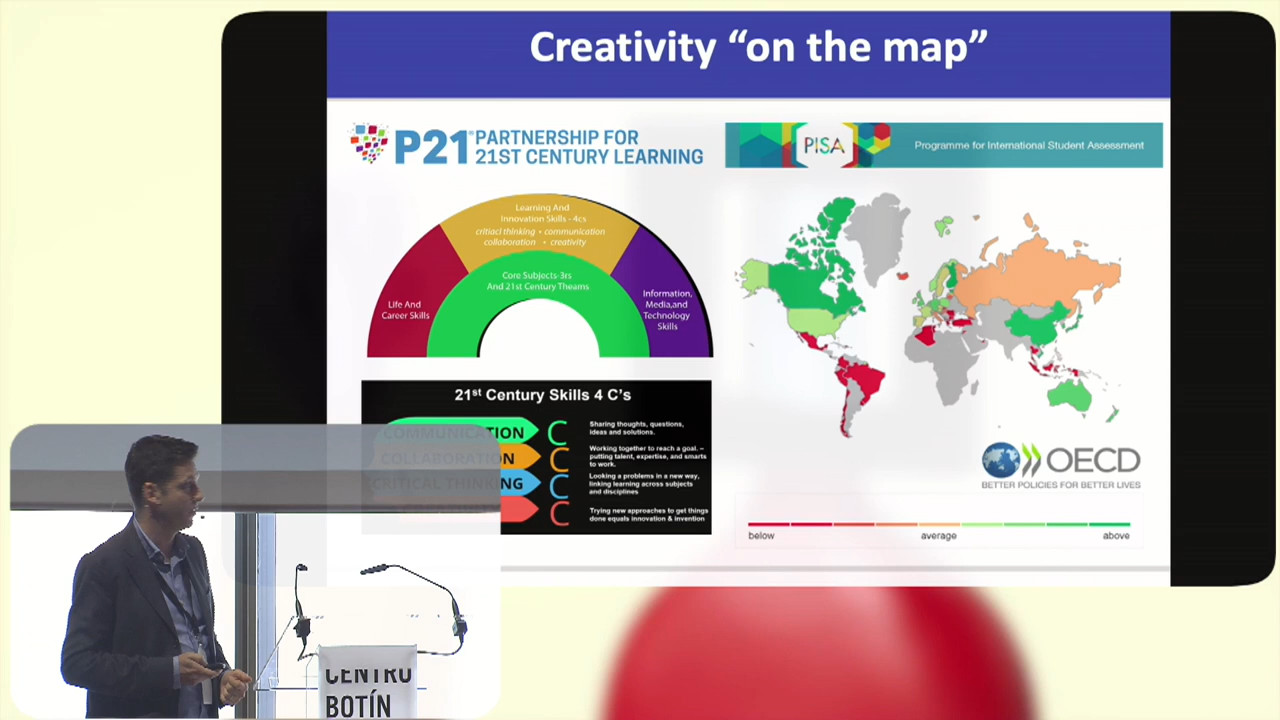 Creativity “on the map”
P21 PARTNERSHIP FOR
21ST CENTURY LEARNING
Learning And
Innovation Skills - 4cs
critiacl thinking • communication
collaboration • creativity
Core Subjects-3rs
And 21st Century Theams
Life And
Career Skills
Information,
Media,and
Technology
Skills
21st Century Skills 4 C's
COMMUNICATION C
Sharing thoughts, questions,
ideas and solutions.
COLLABORATION C
Working together to reach a goal. –
putting talent, expertise, and smarts
to work.
CRITICAL THINKING C
Looking a problems in a new way,
linking learning across subjects
and disciplines
C
Trying new approaches to get things
done equals innovation & invention
PISA
Programme for International Student Assessment
OECD
BETTER POLICIES FOR BETTER LIVES
below average above
CENTRO
BOTÍN